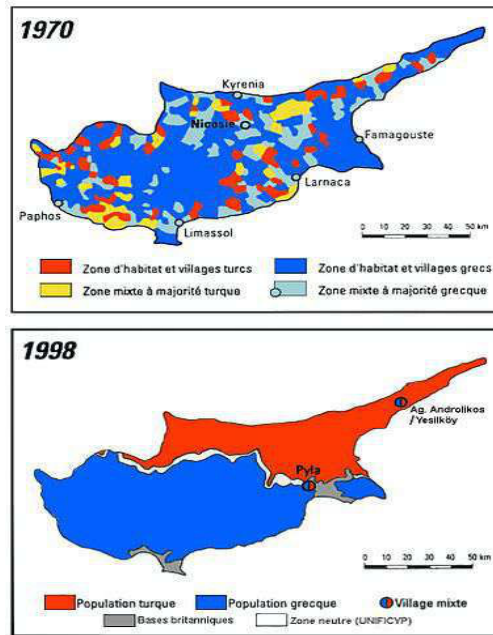 1970
Kyrenia
Nicosie
Famagouste
Larnaca
Paphos
Limassol
0 10 20 30 40 50 km
Zone d'habitat et villages turcs
Zone d'habitat et villages grecs
Zone mixte à majorité turque
Zone mixte à majorité grecque
1998
Ag. Androlikos
/Yesilköy
Pyla
0 10 20 30 40 50 km
Population turque
Population grecque
Village mixte
Bases britanniques
Zone neutre (UNIFICYP)